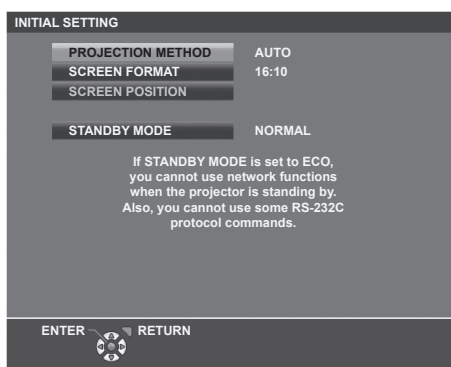 INITIAL SETTING
PROJECTION METHOD AUTO
SCREEN FORMAT 16:10
SCREEN POSITION
STANDBY MODE NORMAL
If STANDBY MODE is set to ECO,
you cannot use network functions
when the projector is standing by.
Also, you cannot use some RS-232C
protocol commands.
ENTER RETURN